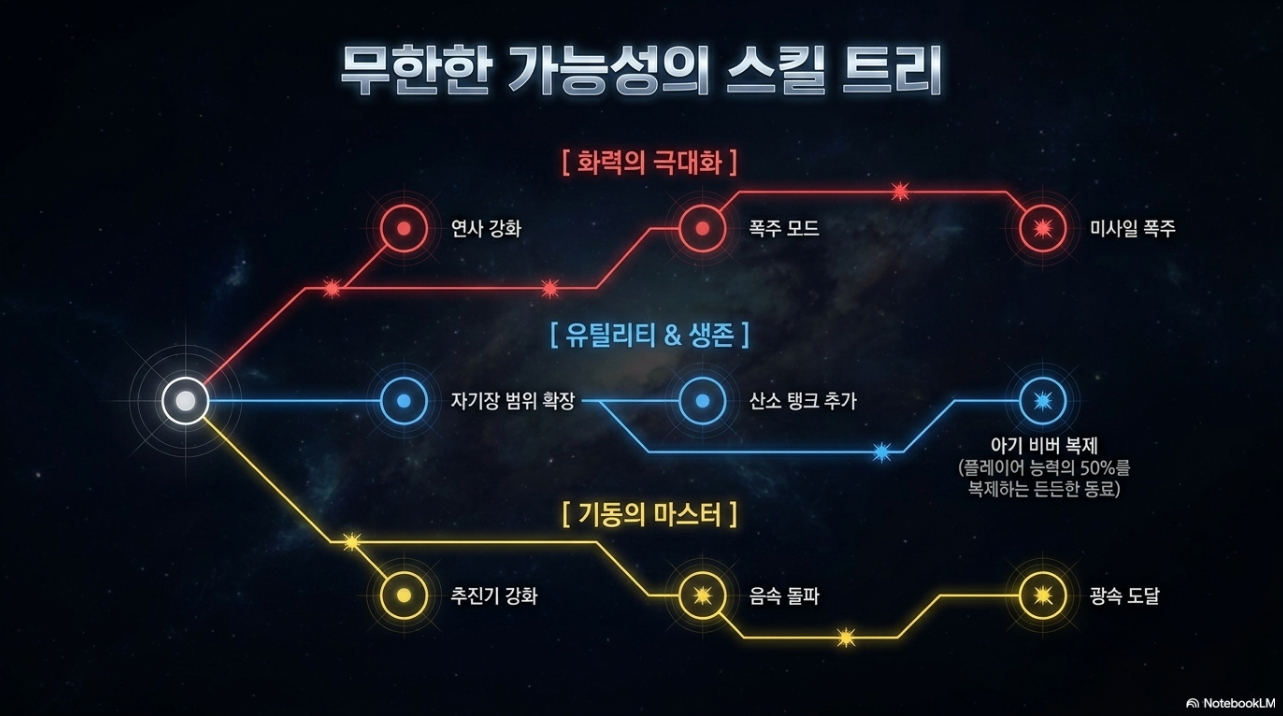 무한한 가능성의 스킬 트리
[ 화력의 극대화 ]
연사 강화
폭주 모드
미사일 폭주
[ 유틸리티 & 생존 ]
자기장 범위 확장
산소 탱크 추가
아기 비버 복제
(플레이어 능력의 50%를
복제하는 든든한 동료)
[ 기동의 마스터 ]
추진기 강화
음속 돌파
광속 도달
NotebookLM